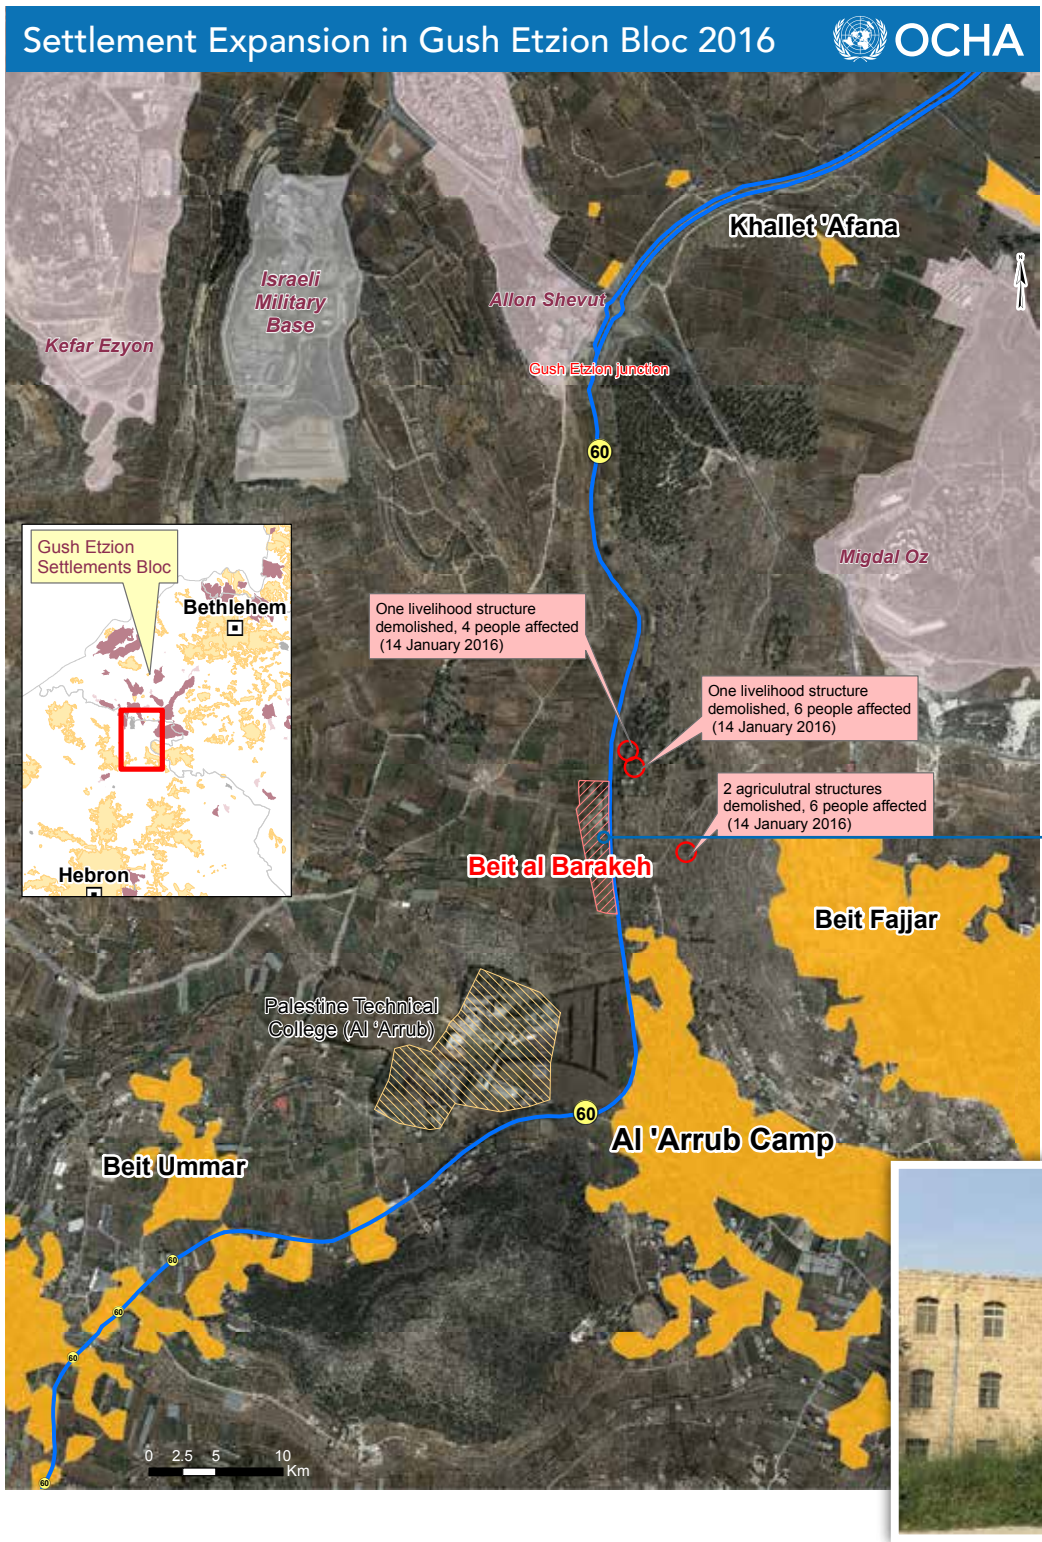 Settlement Expansion in Gush Etzion Bloc 2016
OCHA
Khallet 'Afana
N
Israeli
Military
Base
Allon Shevut
Kefar Ezyon
Gush Etzion junction
60
Migdal Oz
Gush Etzion
Settlements Bloc
Bethlehem
Hebron
One livelihood structure
demolished, 4 people affected
(14 January 2016)
One livelihood structure
demolished, 6 people affected
(14 January 2016)
2 agriculutral structures
demolished, 6 people affected
(14 January 2016)
Beit al Barakeh
Beit Fajjar
Palestine Technical
College (Al 'Arrub)
60
Al 'Arrub Camp
Beit Ummar
60
60
60
60
0 2.5 5 10
Km